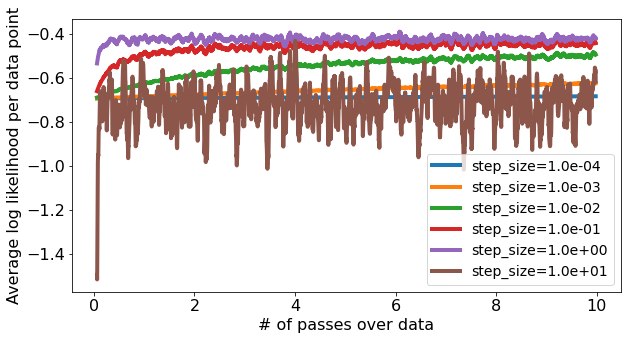 Average log likelihood per data point
−0.4
−0.6
−0.8
−1.0
−1.2
−1.4
0
2
4
6
8
10
# of passes over data
step_size=1.0e-04
step_size=1.0e-03
step_size=1.0e-02
step_size=1.0e-01
step_size=1.0e+00
step_size=1.0e+01